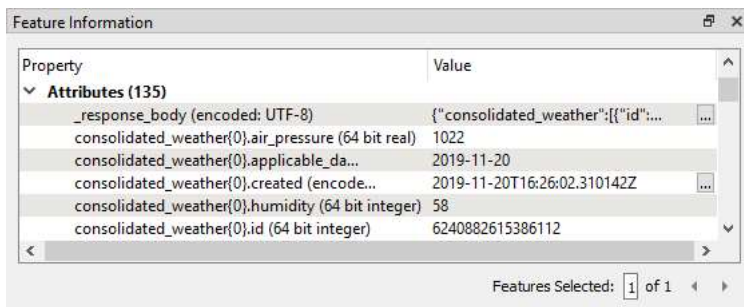 Feature Information
Property Value
Attributes (135)
_response_body (encoded: UTF-8) {"consolidated_weather":[{"id":... ...
consolidated_weather{0}.air_pressure (64 bit real) 1022
consolidated_weather{0}.applicable_da... 2019-11-20
consolidated_weather{0}.created (encode... 2019-11-20T16:26:02.310142Z ...
consolidated_weather{0}.humidity (64 bit integer) 58
consolidated_weather{0}.id (64 bit integer) 6240882615386112
Features Selected: 1 of 1